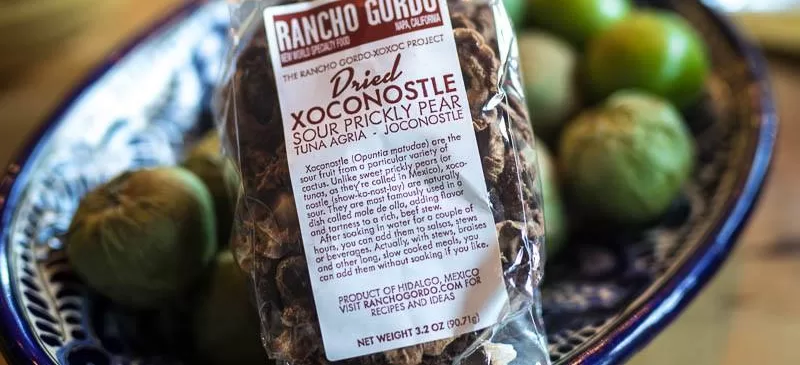 RANCHO GORDO
NEW WORLD SPECIALTY FOOD NAPA, CALIFORNIA
THE RANCHO GORDO-XOXOC PROJECT
Dried
XOCONOSTLE
SOUR PRICKLY PEAR
TUNA AGRIA - JOCONOSTLE
Xoconostle (Opuntia matudae) are the
sour fruit from a particular variety of
cactus. Unlike sweet prickly pears (or
tunas, as they're called in Mexico), xoco-
nostle (show-ko-nost-lay) are naturally
sour. They are most famously used in a
dish called mole de olla, adding flavor
and tartness to a rich, beef stew.
After soaking in water for a couple of
hours, you can add them to salsas, stews
or beverages. Actually, with stews, braises
and other long, slow cooked meals, you
can add them without soaking if you like.
PRODUCT OF HIDALGO, MEXICO
VISIT RANCHOGORDO.COM FOR
RECIPES AND IDEAS
NET WEIGHT 3.2 OZ (90.71g)